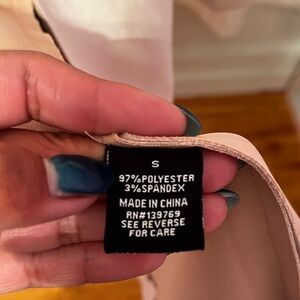 S
97%POLYESTER
3%SPANDEX
MADE IN CHINA
RN#139769
SEE REVERSE
FOR CARE